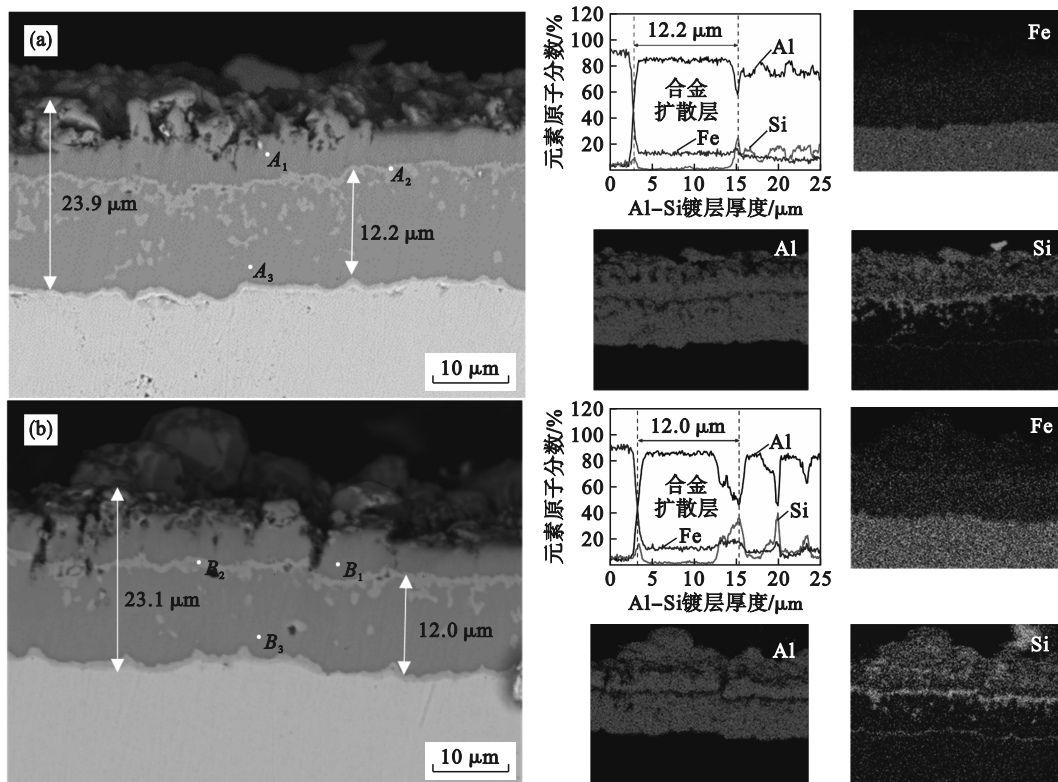 (a)
A₁
A₂
23.9 μm
12.2 μm
A₃
10 μm
元素原子分数/%
120
100
80
60
40
20
12.2 μm
Al
合金
扩散层
Si
Fe
0 5 10 15 20 25
Al-Si镀层厚度/μm
Fe
Al
Si
(b)
B₂
B₁
23.1 μm
12.0 μm
B₃
10 μm
元素原子分数/%
120
100
80
60
40
20
12.0 μm
Al
合金
扩散层
Si
Fe
0 5 10 15 20 25
Al-Si镀层厚度/μm
Fe
Al
Si